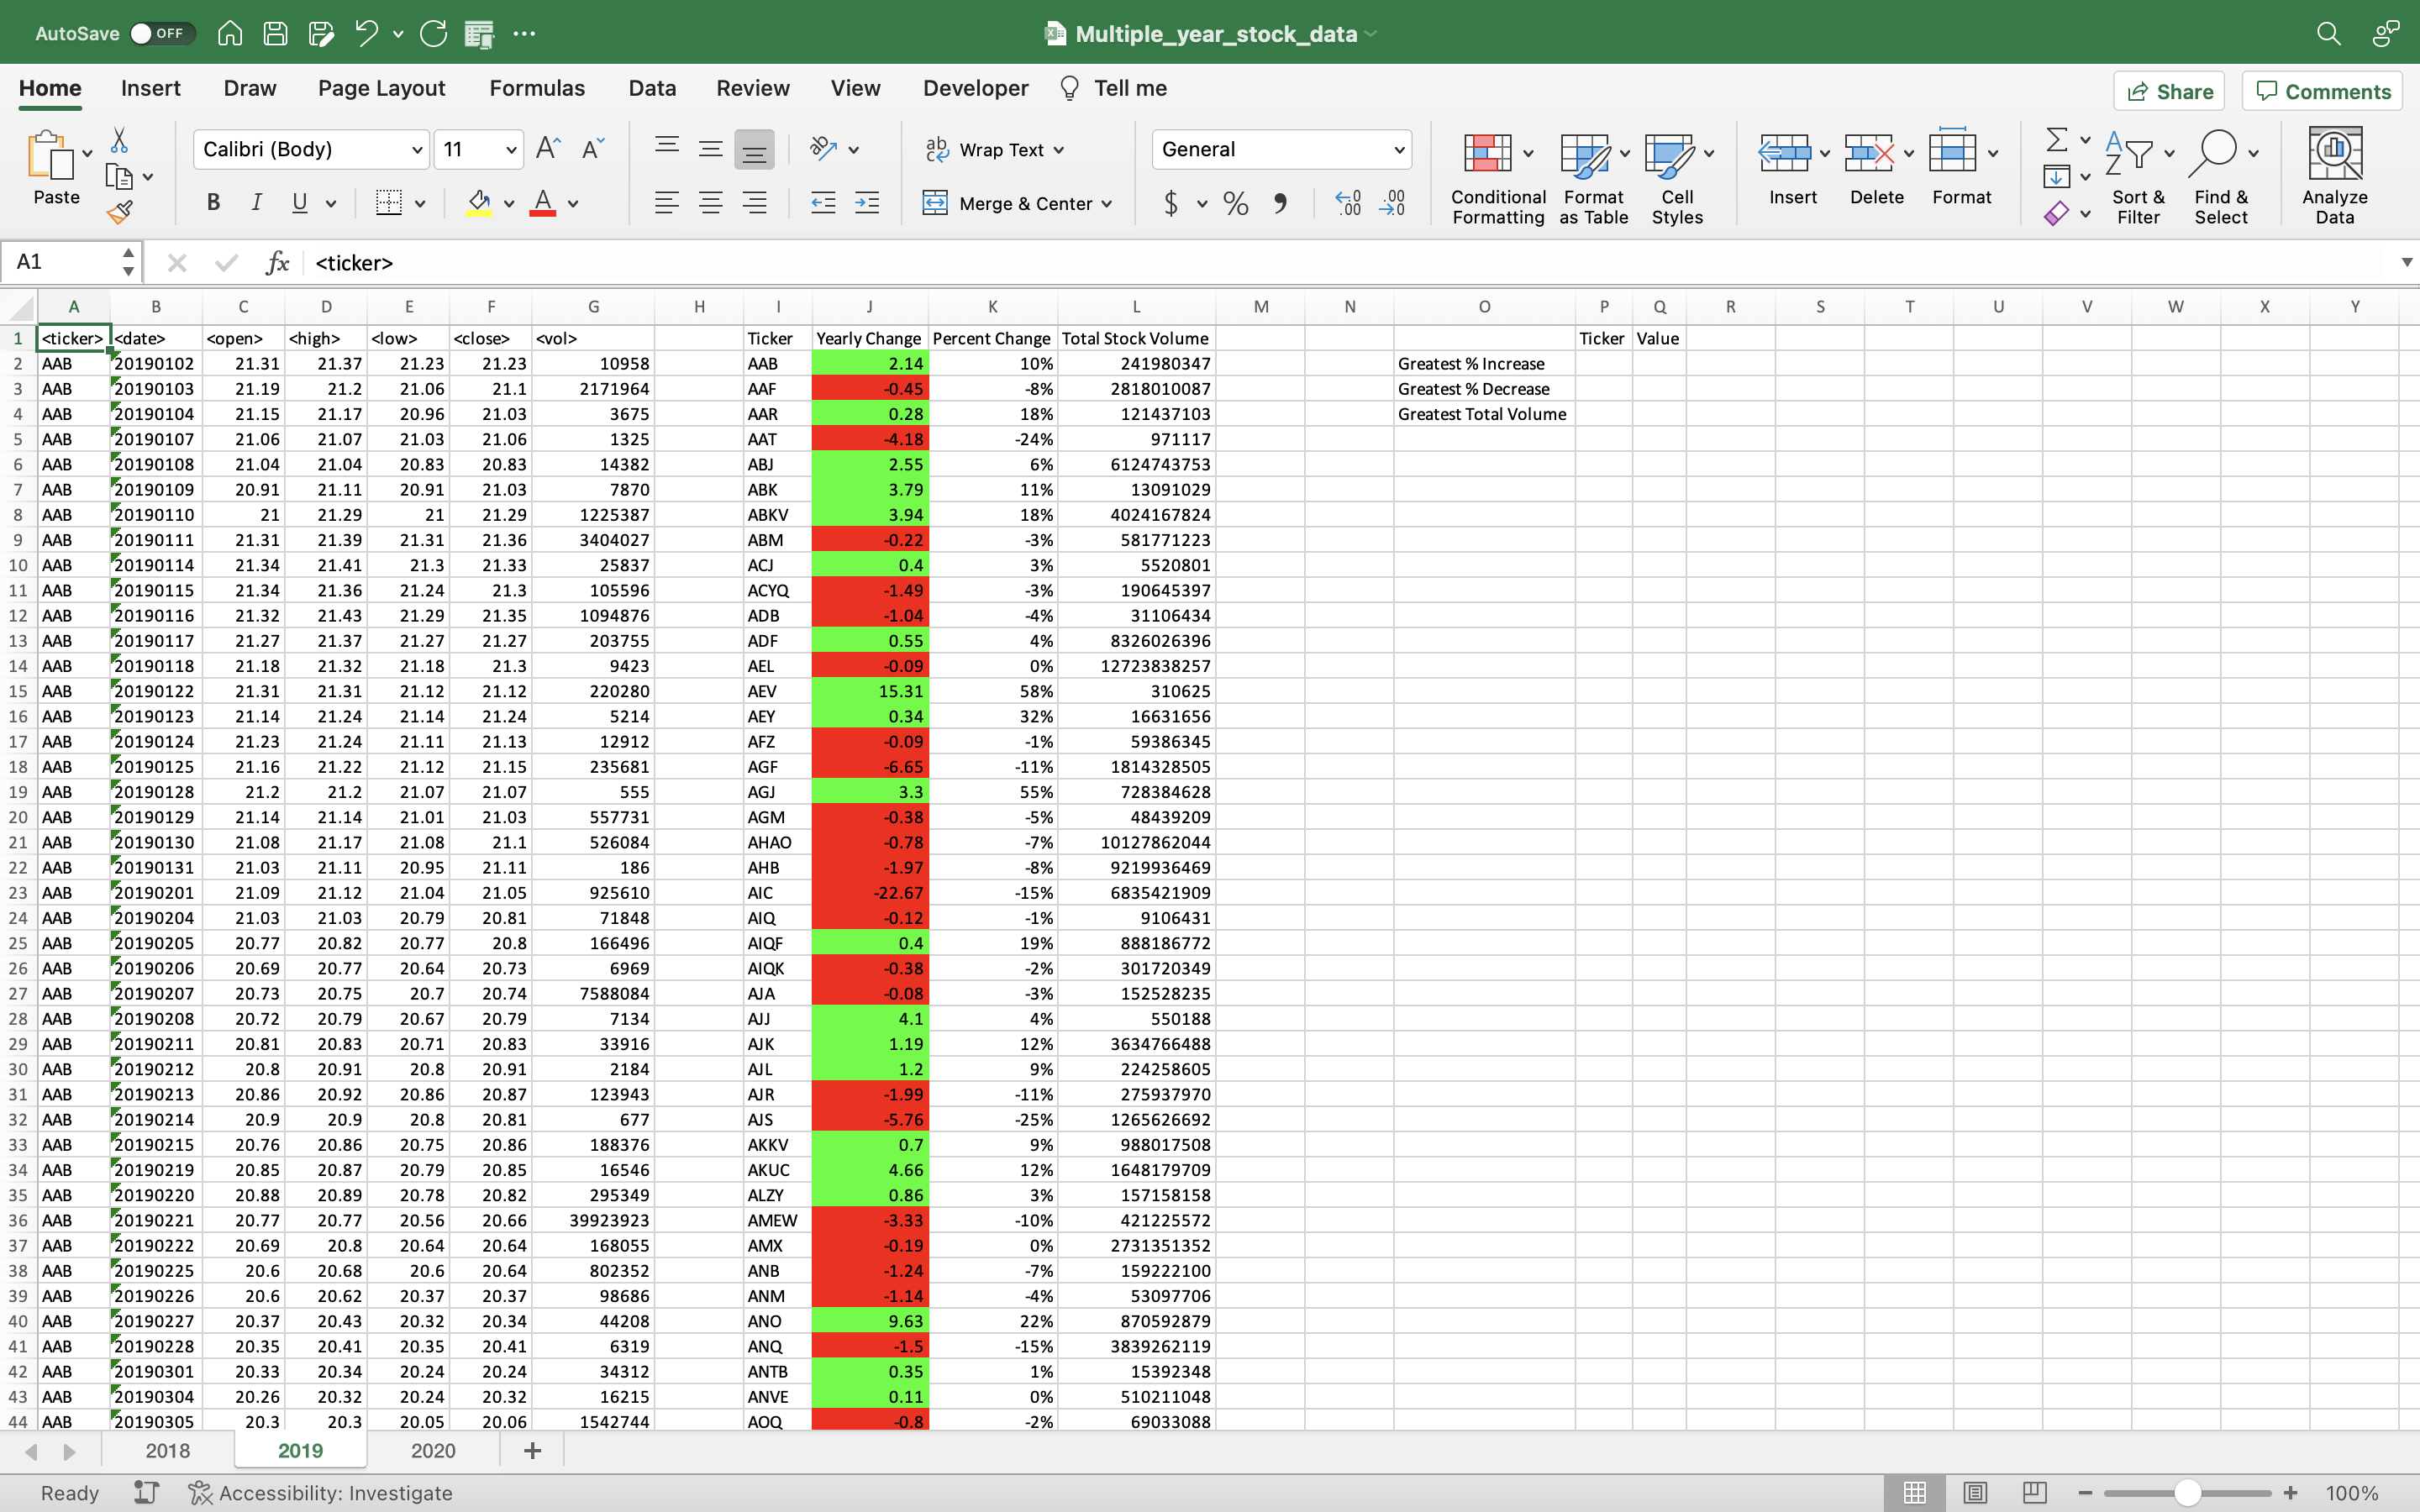 AutoSave OFF Multiple_year_stock_data
Home Insert Draw Page Layout Formulas Data Review View Developer Tell me Share Comments
Paste Calibri (Body) 11 Wrap Text General Conditional Formatting Format as Table Cell Styles Insert Delete Format Sort & Filter Find & Select Analyze Data
B I U A Merge & Center $ %
A1 fx <ticker>
A B C D E F G H I J K L M N O P Q R S T U V W X Y
1 <ticker> <date> <open> <high> <low> <close> <vol> Ticker Yearly Change Percent Change Total Stock Volume Ticker Value
2 AAB 20190102 21.31 21.37 21.23 21.23 10958 AAB 2.14 10% 241980347 Greatest % Increase
3 AAB 20190103 21.19 21.2 21.06 21.1 2171964 AAF -0.45 -8% 2818010087 Greatest % Decrease
4 AAB 20190104 21.15 21.17 20.96 21.03 3675 AAR 0.28 18% 121437103 Greatest Total Volume
5 AAB 20190107 21.06 21.07 21.03 21.06 1325 AAT -4.18 -24% 971117
6 AAB 20190108 21.04 21.04 20.83 20.83 14382 ABJ 2.55 6% 6124743753
7 AAB 20190109 20.91 21.11 20.91 21.03 7870 ABK 3.79 11% 13091029
8 AAB 20190110 21 21.29 21 21.29 1225387 ABKV 3.94 18% 4024167824
9 AAB 20190111 21.31 21.39 21.31 21.36 3404027 ABM -0.22 -3% 581771223
10 AAB 20190114 21.34 21.41 21.3 21.33 25837 ACJ 0.4 3% 5520801
11 AAB 20190115 21.34 21.36 21.24 21.3 105596 ACYQ -1.49 -3% 190645397
12 AAB 20190116 21.32 21.43 21.29 21.35 1094876 ADB -1.04 -4% 31106434
13 AAB 20190117 21.27 21.37 21.27 21.27 203755 ADF 0.55 4% 8326026396
14 AAB 20190118 21.18 21.32 21.18 21.3 9423 AEL -0.09 0% 12723838257
15 AAB 20190122 21.31 21.31 21.12 21.12 220280 AEV 15.31 58% 310625
16 AAB 20190123 21.14 21.24 21.14 21.24 5214 AEY 0.34 32% 16631656
17 AAB 20190124 21.23 21.24 21.11 21.13 12912 AFZ -0.09 -1% 59386345
18 AAB 20190125 21.16 21.22 21.12 21.15 235681 AGF -6.65 -11% 1814328505
19 AAB 20190128 21.2 21.2 21.07 21.07 555 AGJ 3.3 55% 728384628
20 AAB 20190129 21.14 21.14 21.01 21.03 557731 AGM -0.38 -5% 48439209
21 AAB 20190130 21.08 21.17 21.08 21.1 526084 AHAO -0.78 -7% 10127862044
22 AAB 20190131 21.03 21.11 20.95 21.11 186 AHB -1.97 -8% 9219936469
23 AAB 20190201 21.09 21.12 21.04 21.05 925610 AIC -22.67 -15% 6835421909
24 AAB 20190204 21.03 21.03 20.79 20.81 71848 AIQ -0.12 -1% 9106431
25 AAB 20190205 20.77 20.82 20.77 20.8 166496 AIQF 0.4 19% 888186772
26 AAB 20190206 20.69 20.77 20.64 20.73 6969 AIQK -0.38 -2% 301720349
27 AAB 20190207 20.73 20.75 20.7 20.74 7588084 AJA -0.08 -3% 152528235
28 AAB 20190208 20.72 20.79 20.67 20.79 7134 AJJ 4.1 4% 550188
29 AAB 20190211 20.81 20.83 20.71 20.83 33916 AJK 1.19 12% 3634766488
30 AAB 20190212 20.8 20.91 20.8 20.91 2184 AJL 1.2 9% 224258605
31 AAB 20190213 20.86 20.92 20.86 20.87 123943 AJR -1.99 -11% 275937970
32 AAB 20190214 20.9 20.9 20.8 20.81 677 AJS -5.76 -25% 1265626692
33 AAB 20190215 20.76 20.86 20.75 20.86 188376 AKKV 0.7 9% 988017508
34 AAB 20190219 20.85 20.87 20.79 20.85 16546 AKUC 4.66 12% 1648179709
35 AAB 20190220 20.88 20.89 20.78 20.82 295349 ALZY 0.86 3% 157158158
36 AAB 20190221 20.77 20.77 20.56 20.66 39923923 AMEW -3.33 -10% 421225572
37 AAB 20190222 20.69 20.8 20.64 20.64 168055 AMX -0.19 0% 2731351352
38 AAB 20190225 20.6 20.68 20.6 20.64 802352 ANB -1.24 -7% 159222100
39 AAB 20190226 20.6 20.62 20.37 20.37 98686 ANM -1.14 -4% 53097706
40 AAB 20190227 20.37 20.43 20.32 20.34 44208 ANO 9.63 22% 870592879
41 AAB 20190228 20.35 20.41 20.35 20.41 6319 ANQ -1.5 -15% 3839262119
42 AAB 20190301 20.33 20.34 20.24 20.24 34312 ANTB 0.35 1% 15392348
43 AAB 20190304 20.26 20.32 20.24 20.32 16215 ANVE 0.11 0% 510211048
44 AAB 20190305 20.3 20.3 20.05 20.06 1542744 AOQ -0.8 -2% 69033088
2018 2019 2020 +
Ready Accessibility: Investigate 100%